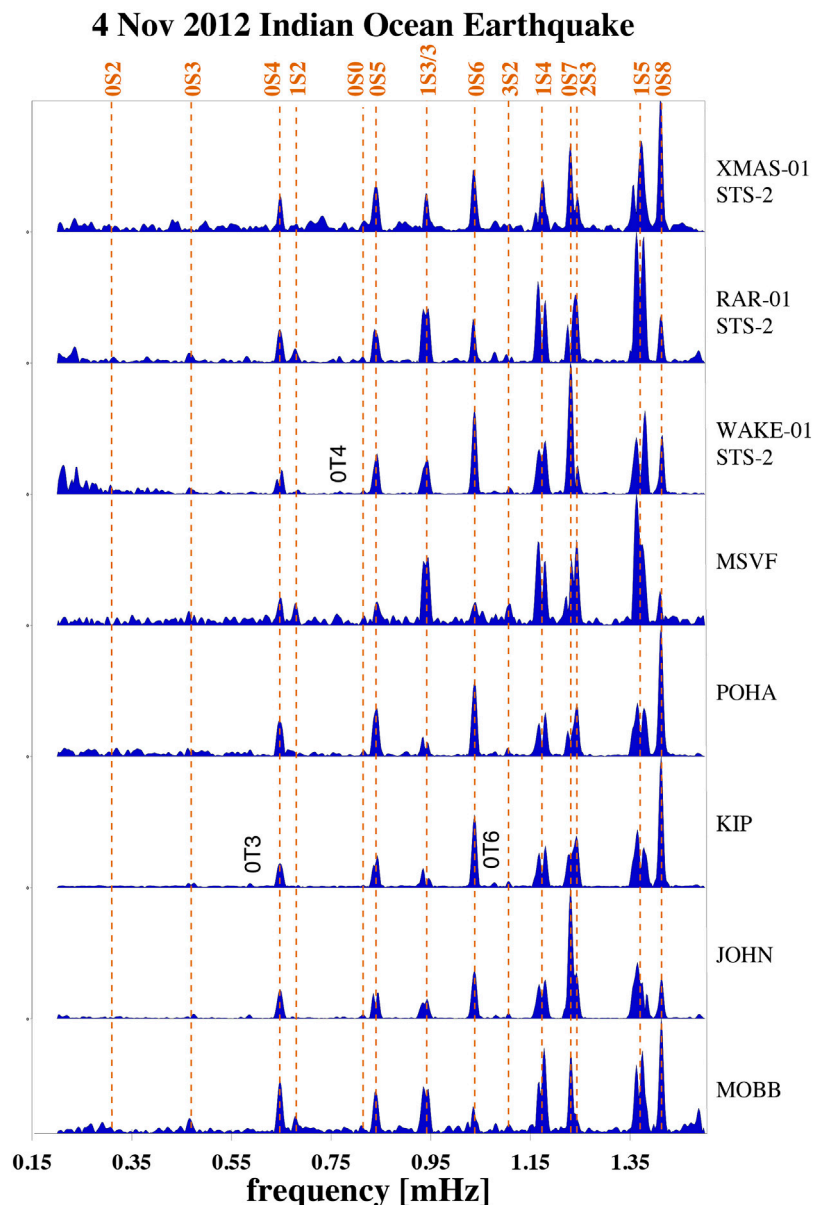 4 Nov 2012 Indian Ocean Earthquake
0S2
0S3
0S4
1S2
0S0
0S5
1S3/3
0S6
3S2
1S4
0S7
2S3
1S5
0S8
XMAS-01
STS-2
RAR-01
STS-2
WAKE-01
STS-2
0T4
MSVF
POHA
KIP
0T3
0T6
JOHN
MOBB
0.15 0.35 0.55 0.75 0.95 1.15 1.35
frequency [mHz]